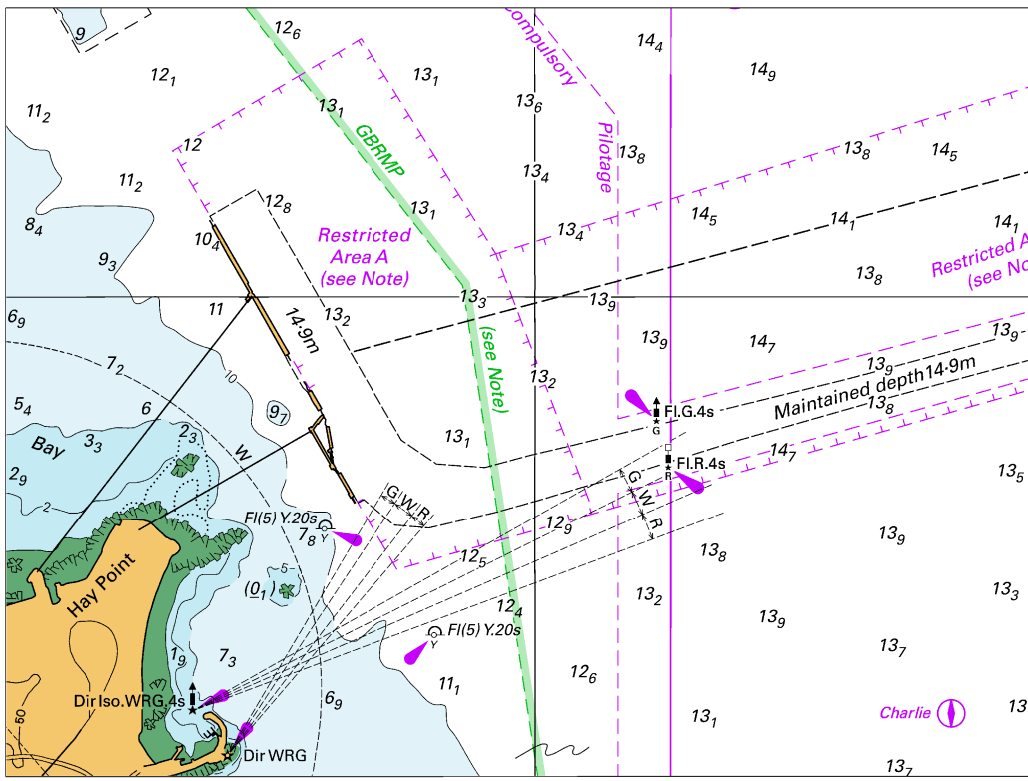 9
12₆
Compulsory
14₄
12₁
13₁
14₉
11₂
13₁
13₆
12
GBRMP
Pilotage
13₈
13₈
14₅
11₂
13₄
12₈
13₁
14₅
8₄
10₄
Restricted
Area A
(see Note)
13₄
14₁
14₁
9₃
Restricted A
(see No
13₈
11
13₃
13₉
6₉
13₂
14·9m
(see Note)
13₉
14₇
13₉
7₂
10
13₉
13₂
Maintained depth 14·9m
5₄
6
9₇
Fl.G.4s
G
13₈
Bay
3₃
2₃
W
13₁
14₇
2₉
Fl.R.4s
R
13₅
2
G W R
G W R
Fl(5) Y.20s
7₈
Y
12₉
13₉
12₅
13₈
Hay Point
5
(0₁)
12₄
13₂
13₃
Fl(5) Y.20s
Y
13₉
13₇
1₉
7₃
12₆
11₁
Dir Iso.WRG.4s
6₉
13₁
Charlie
13
50
Dir WRG
13₇